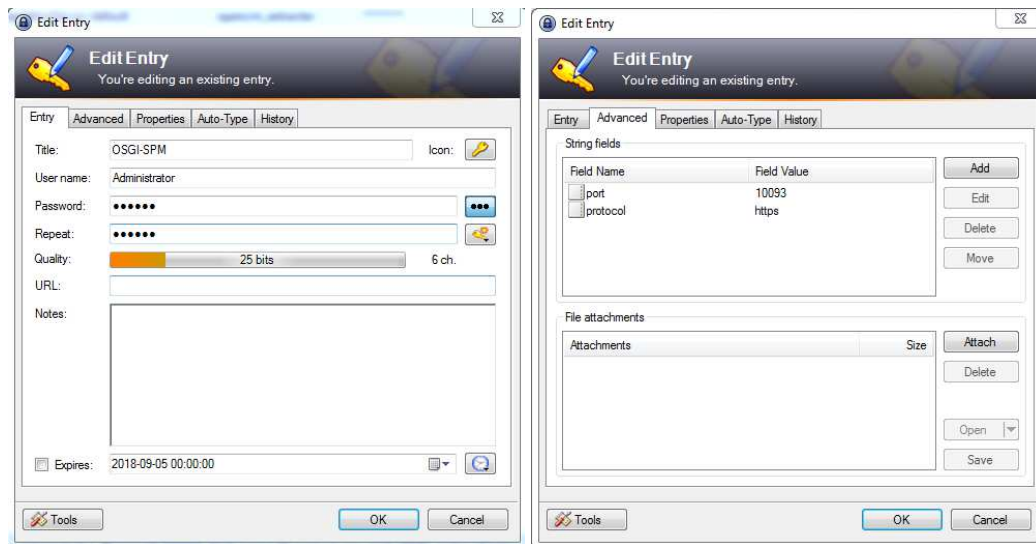 Edit Entry
Edit Entry
You're editing an existing entry.
Entry Advanced Properties Auto-Type History
Title: OSGI-SPM Icon:
User name: Administrator
Password: ••••••
Repeat: ••••••
Quality: 25 bits 6 ch.
URL:
Notes:
Expires: 2018-09-05 00:00:00
Tools OK Cancel
Edit Entry
Edit Entry
You're editing an existing entry.
Entry Advanced Properties Auto-Type History
String fields
Field Name Field Value Add
port 10093
protocol https
Edit
Delete
Move
File attachments
Attachments Size Attach
Delete
Open
Save
Tools OK Cancel